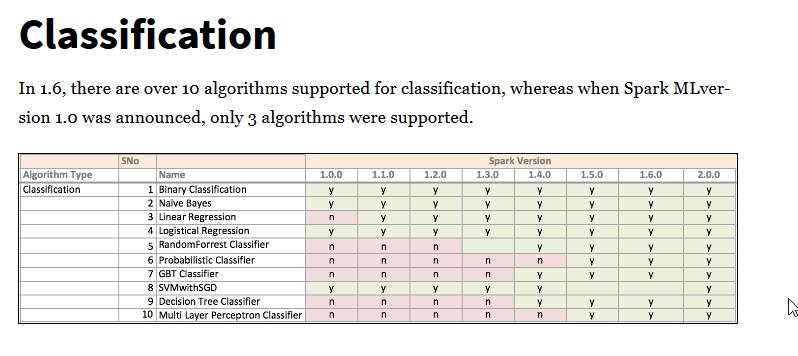 Classification
In 1.6, there are over 10 algorithms supported for classification, whereas when Spark MLver-
sion 1.0 was announced, only 3 algorithms were supported.
SNo Spark Version
Algorithm Type Name 1.0.0 1.1.0 1.2.0 1.3.0 1.4.0 1.5.0 1.6.0 2.0.0
Classification 1 Binary Classification y y y y y y y y
2 Naive Bayes y y y y y y y y
3 Linear Regression n y y y y y y y
4 Logistical Regression y y y y y y y y
5 RandomForrest Classifier n n n y y y y
6 Probabilistic Classifier n n n n n y y y
7 GBT Classifier n n n n y y y y
8 SVMwithSGD y y y y y y
9 Decision Tree Classifier n n n n y y y y
10 Multi Layer Perceptron Classifier n n n n n y y y